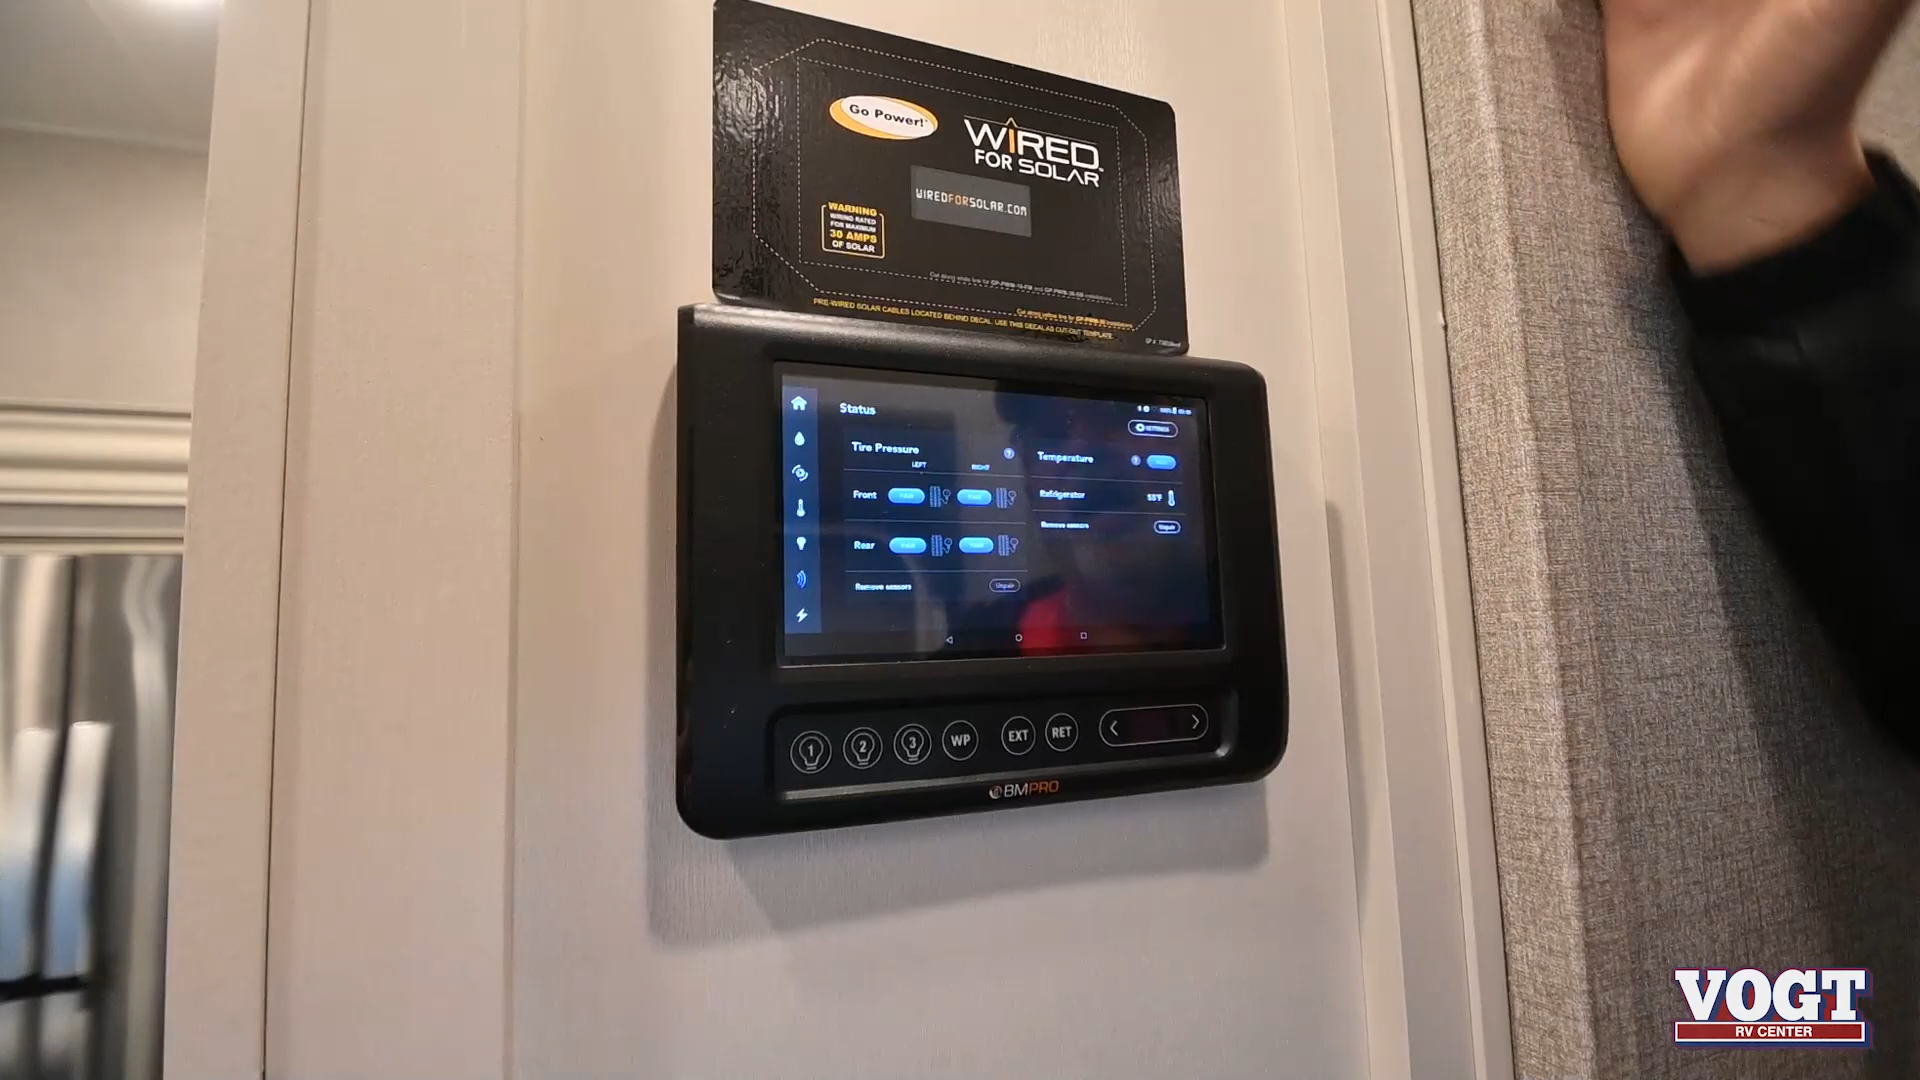 Go Power!
WiRED
FOR SOLAR
WIREDFORSOLAR.COM
WARNING
WIRING RATED
FOR MAXIMUM
30 AMPS
OF SOLAR
PRE-WIRED SOLAR CABLES LOCATED BEHIND DECAL. USE THIS DECAL AS CUT-OUT TEMPLATE.
Status
SETTINGS
Tire Pressure
?
LEFT
RIGHT
Temperature
?
Front
Refrigerator
53°F
Remove sensors
Unpair
Rear
Remove sensors
Unpair
1
2
3
WP
EXT
RET
BMPRO
VOGT
RV CENTER